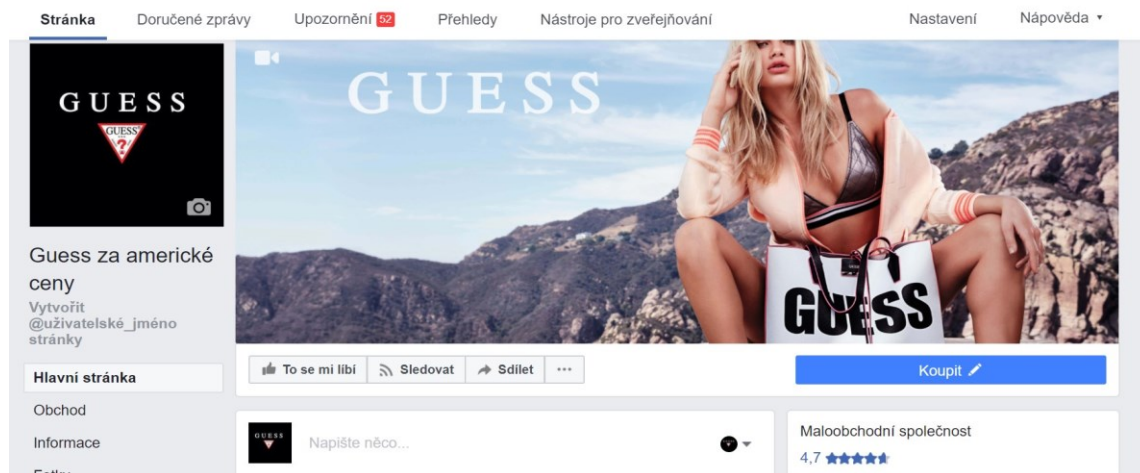 Stránka Doručené zprávy Upozornění 52 Přehledy Nástroje pro zveřejňování Nastavení Nápověda
GUESS
GUESS
?
GUESS
GUESS
Guess za americké
ceny
Vytvořit
@uživatelské_jméno
stránky
To se mi líbí Sledovat Sdílet ... Koupit
Hlavní stránka
Obchod
Informace
Fotky
GUESS
Napište něco...
Maloobchodní společnost
4,7